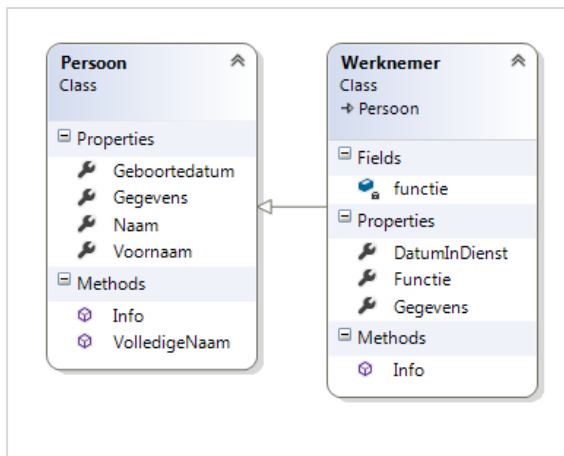 Persoon
Class
Properties
Geboortedatum
Gegevens
Naam
Voornaam
Methods
Info
VolledigeNaam
Werknemer
Class
Persoon
Fields
functie
Properties
DatumInDienst
Functie
Gegevens
Methods
Info